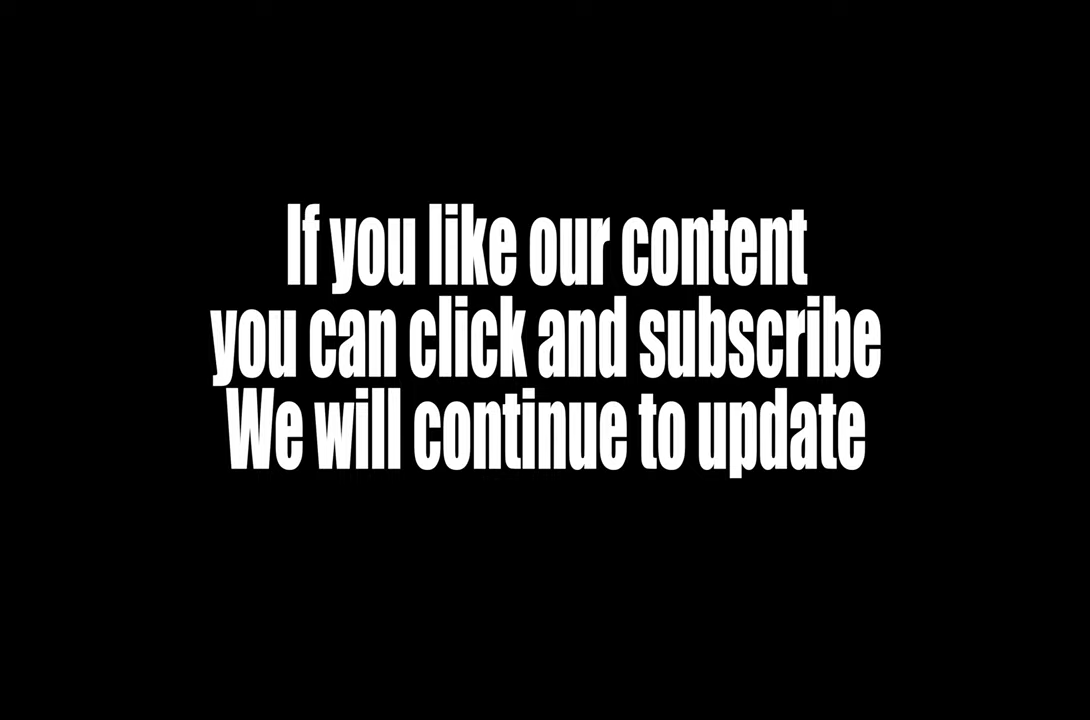 If you like our content
you can click and subscribe
We will continue to update